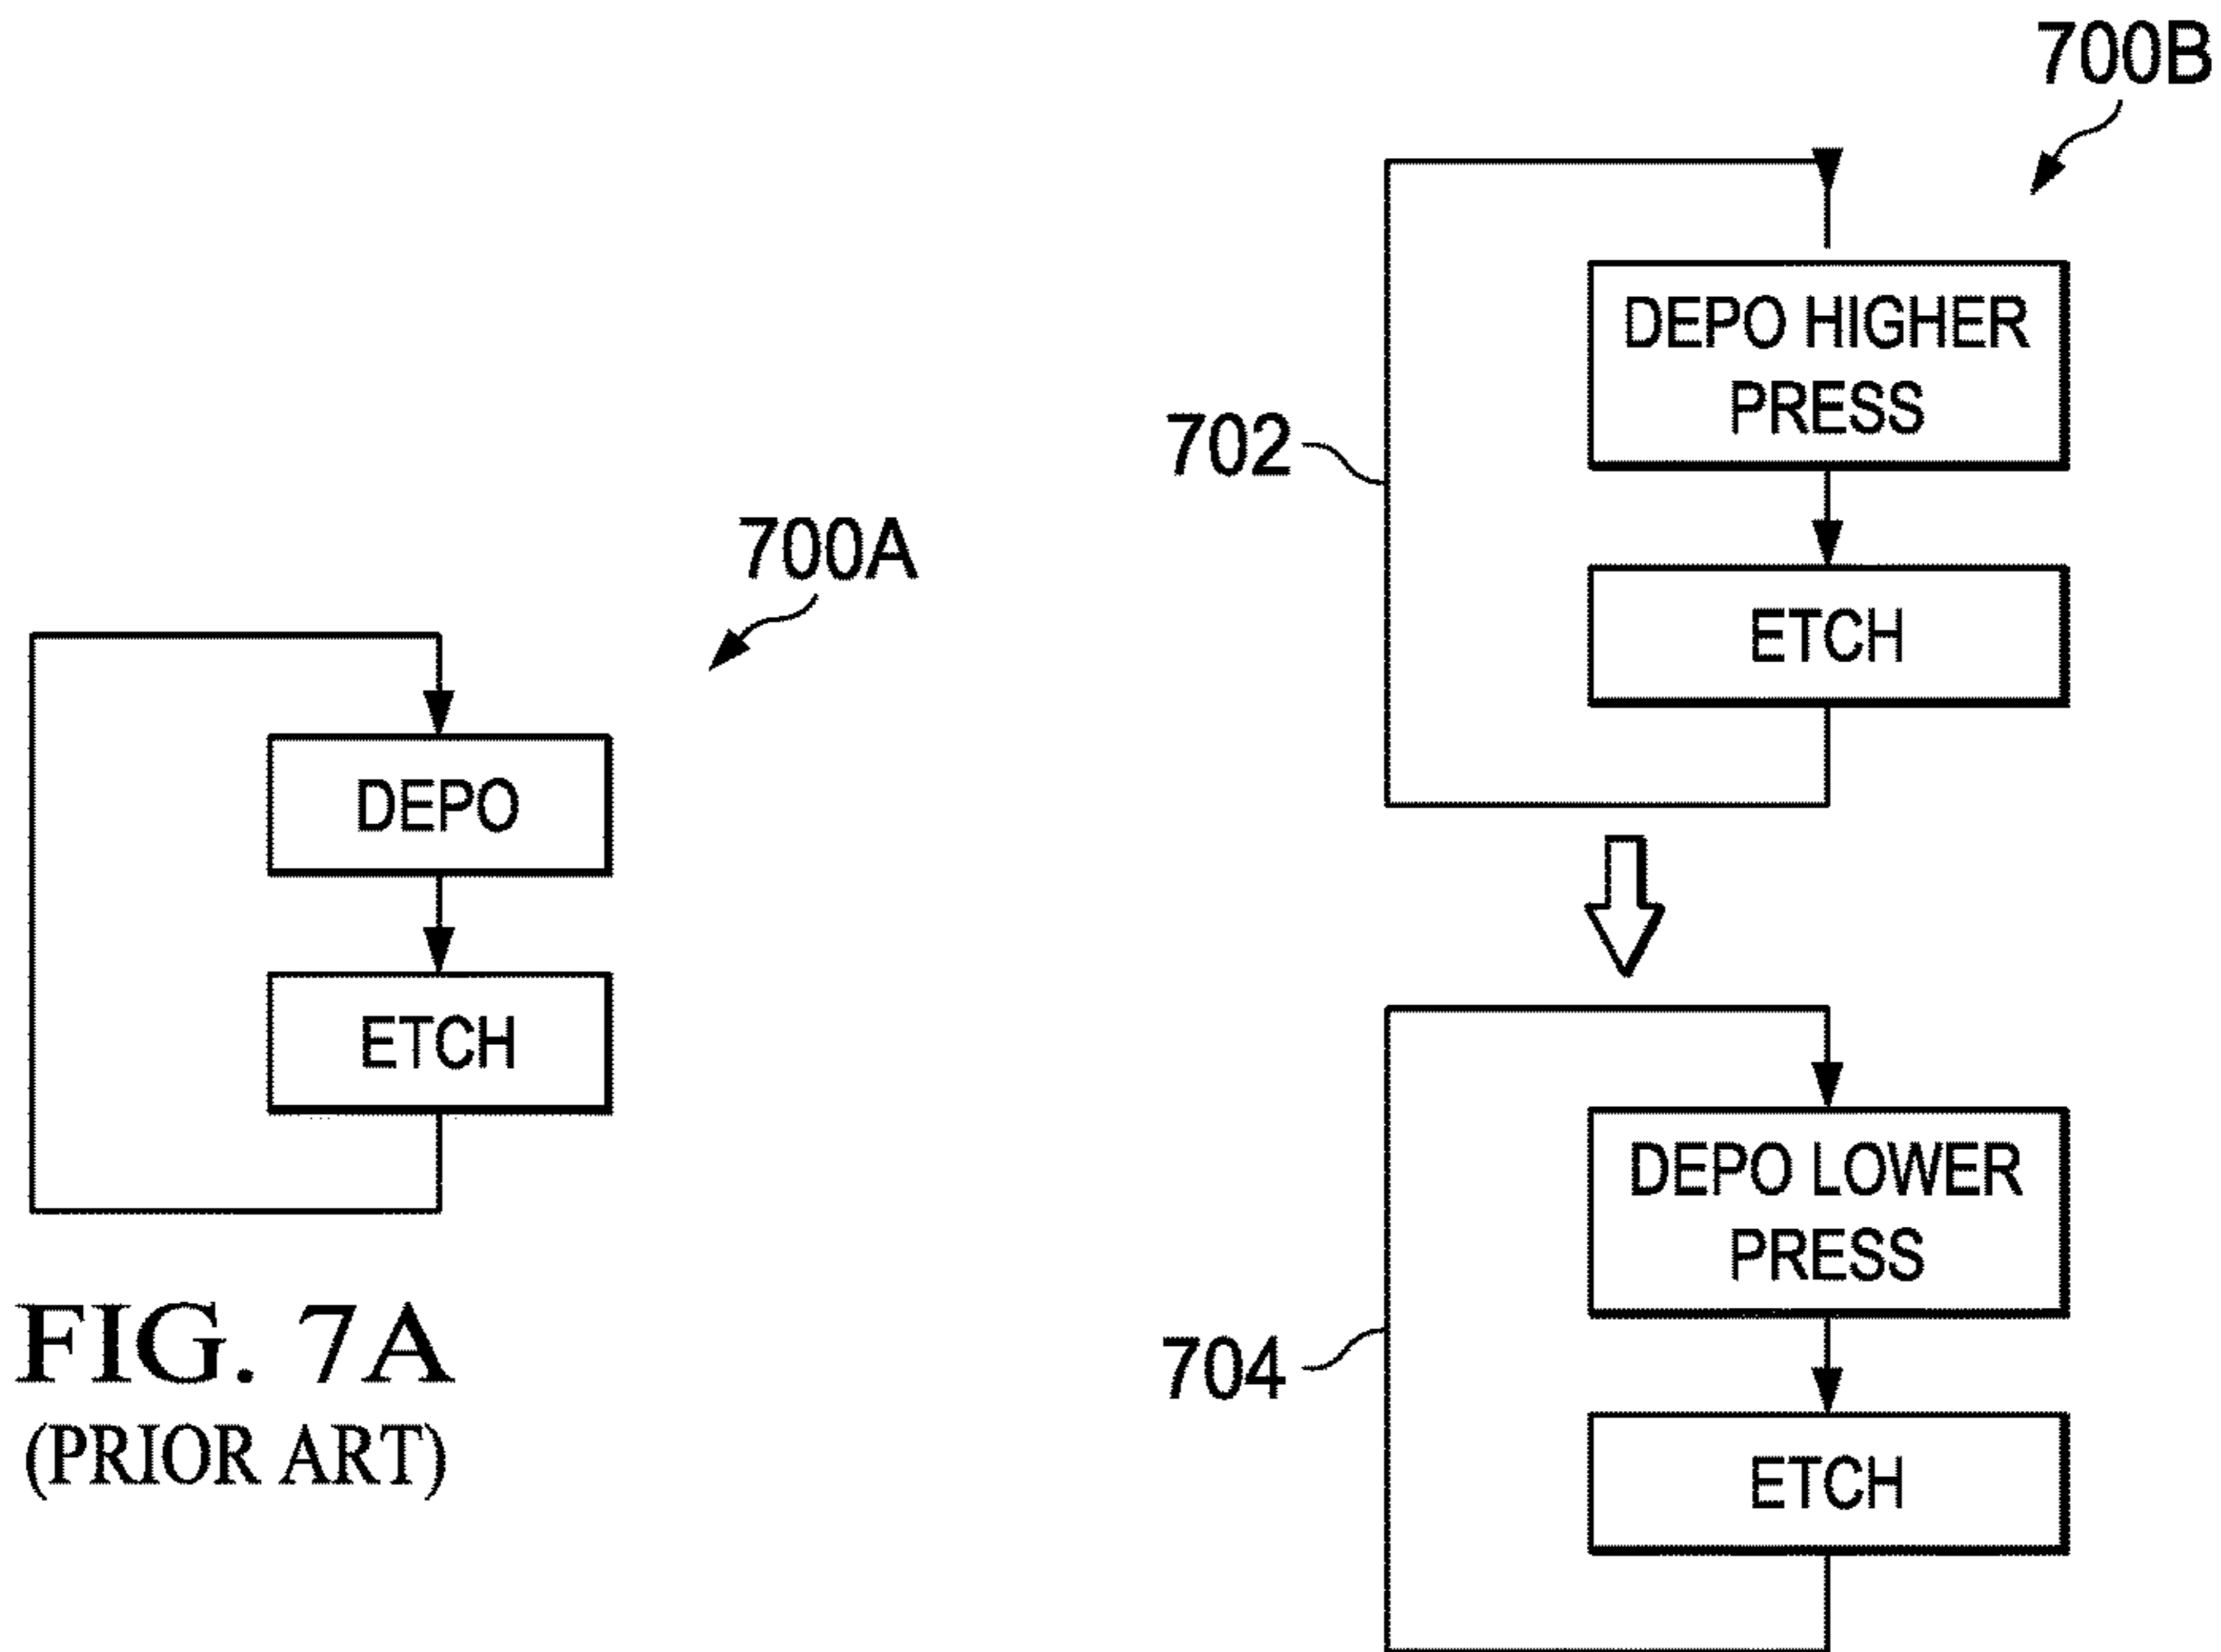 700A
DEPO
ETCH
FIG. 7A
(PRIOR ART)
700B
702
DEPO HIGHER
PRESS
ETCH
704
DEPO LOWER
PRESS
ETCH